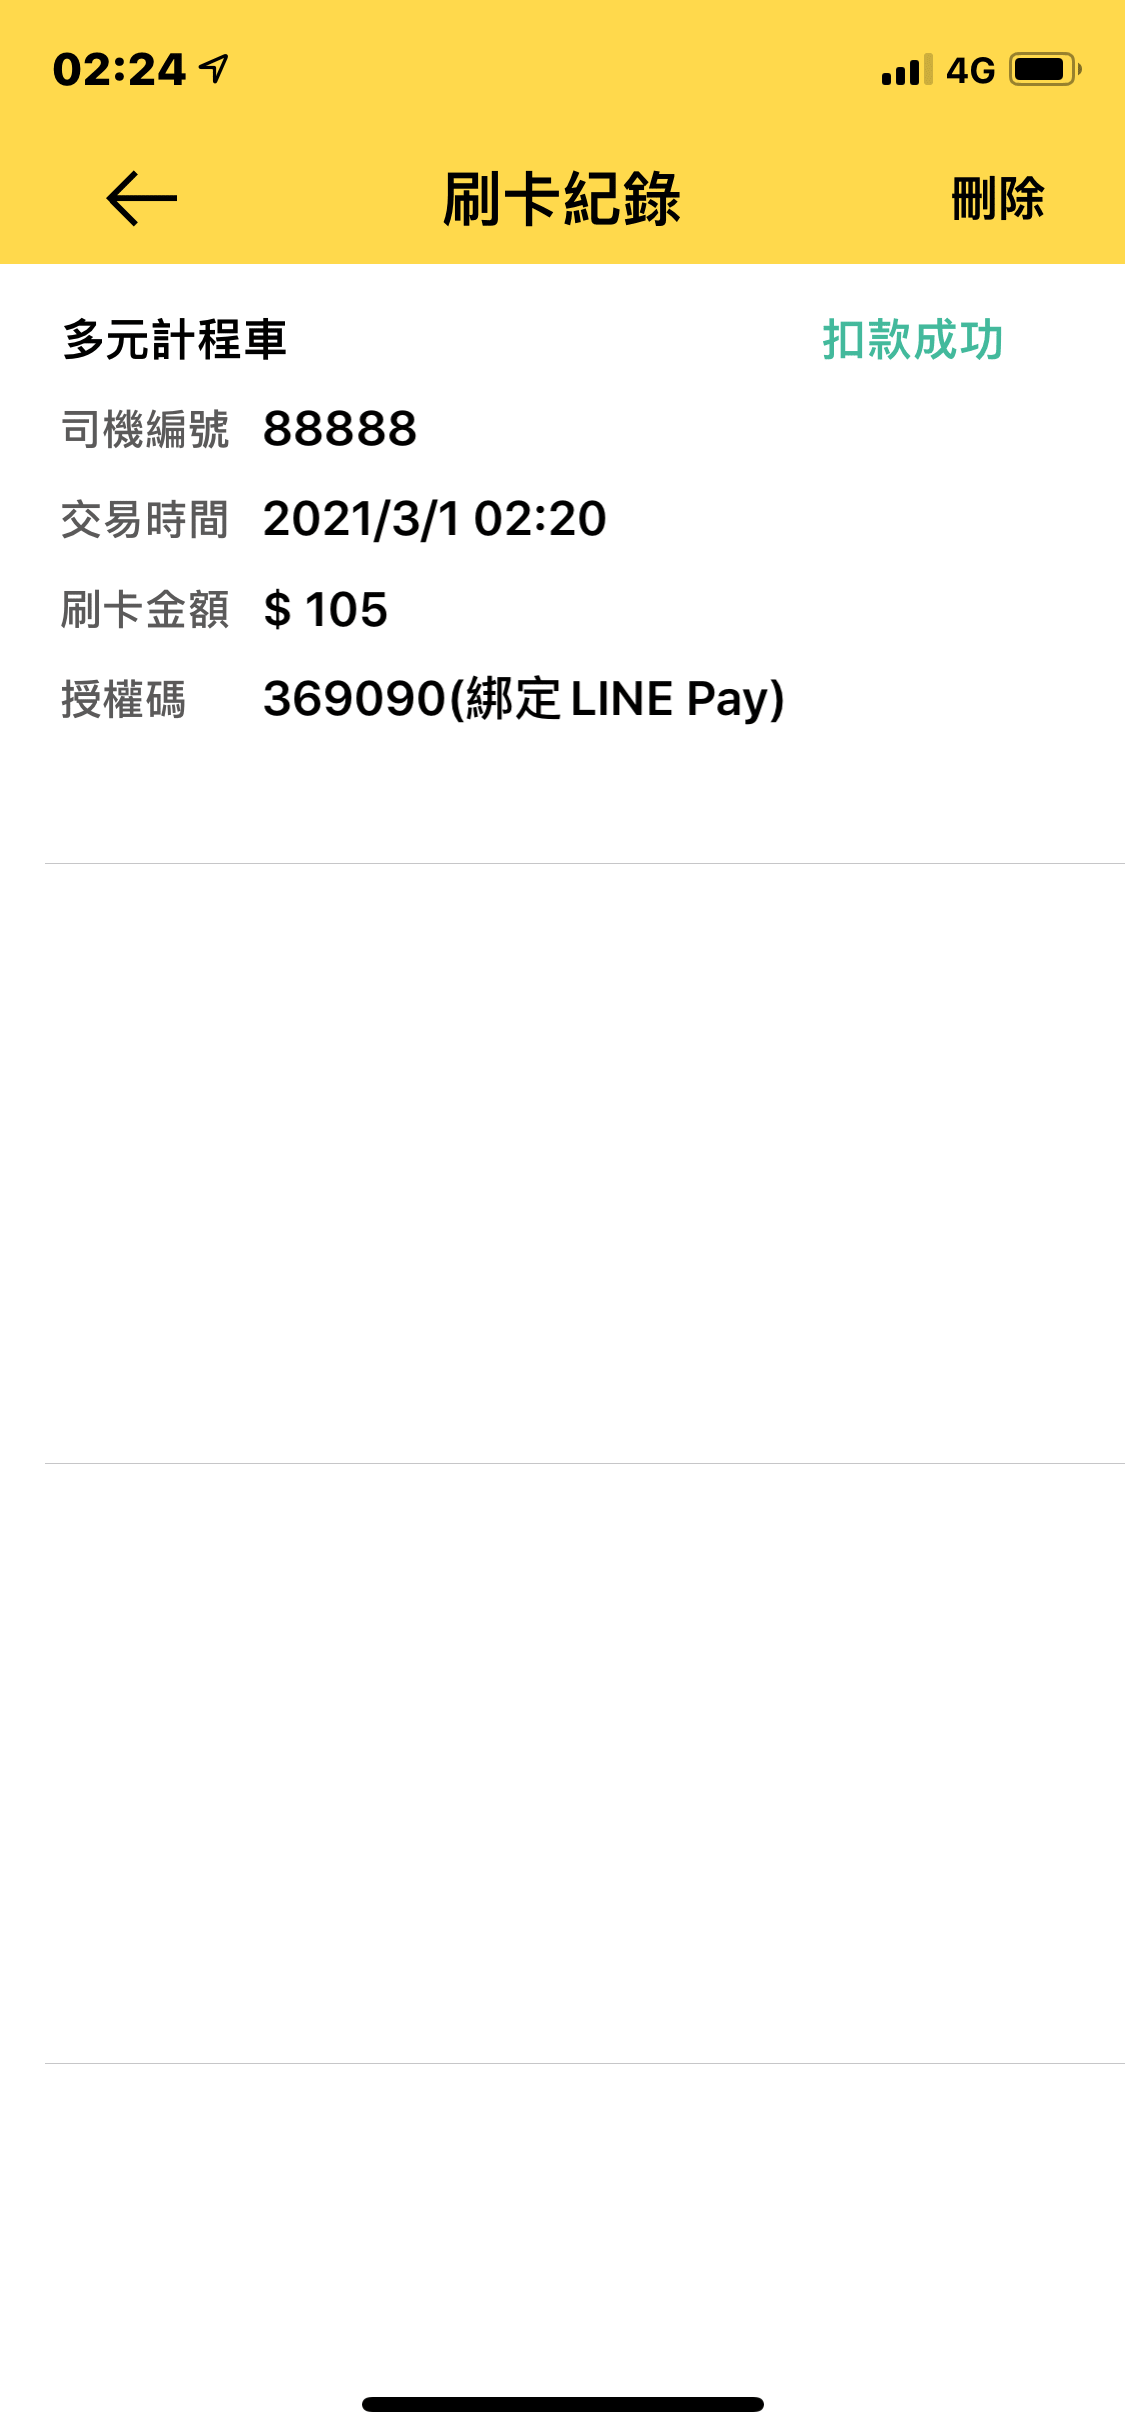 02:24 4G
刷卡紀錄 刪除
多元計程車 扣款成功
司機編號 88888
交易時間 2021/3/1 02:20
刷卡金額 $ 105
授權碼 369090(綁定 LINE Pay)